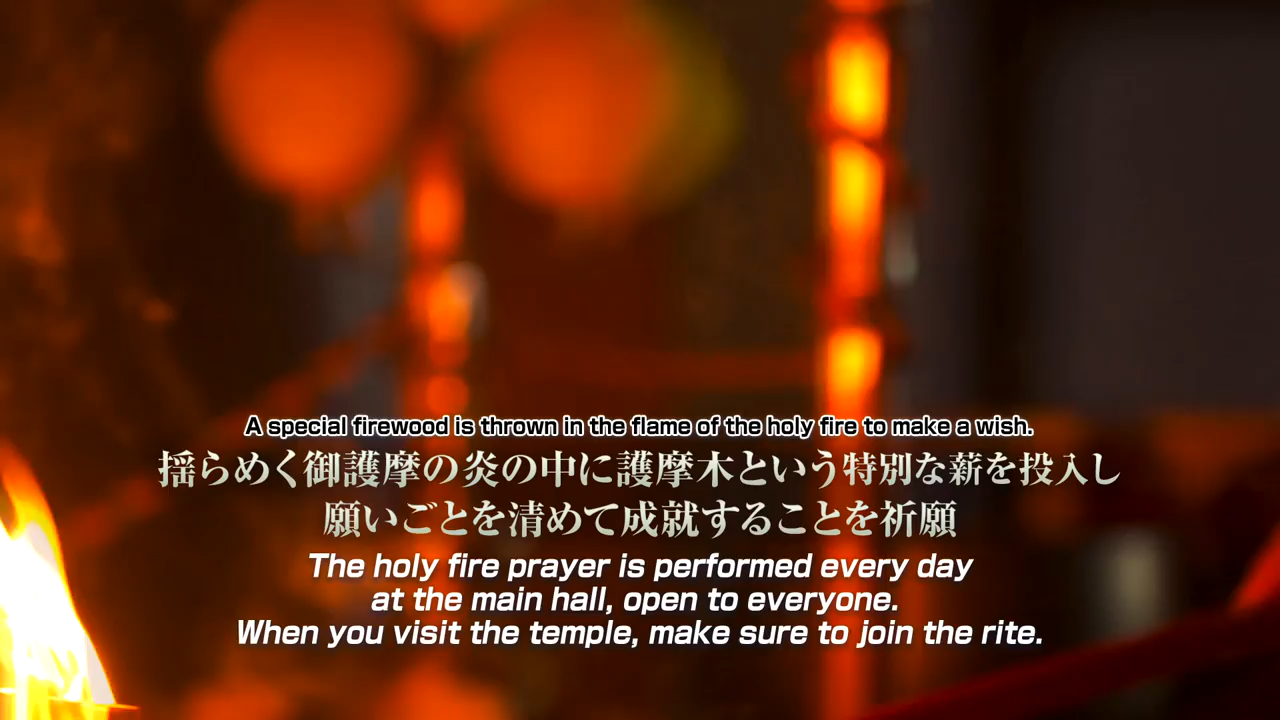 A special firewood is thrown in the flame of the holy fire to make a wish.
揺らめく御護摩の炎の中に護摩木という特別な薪を投入し
願いごとを清めて成就することを祈願
The holy fire prayer is performed every day
at the main hall, open to everyone.
When you visit the temple, make sure to join the rite.